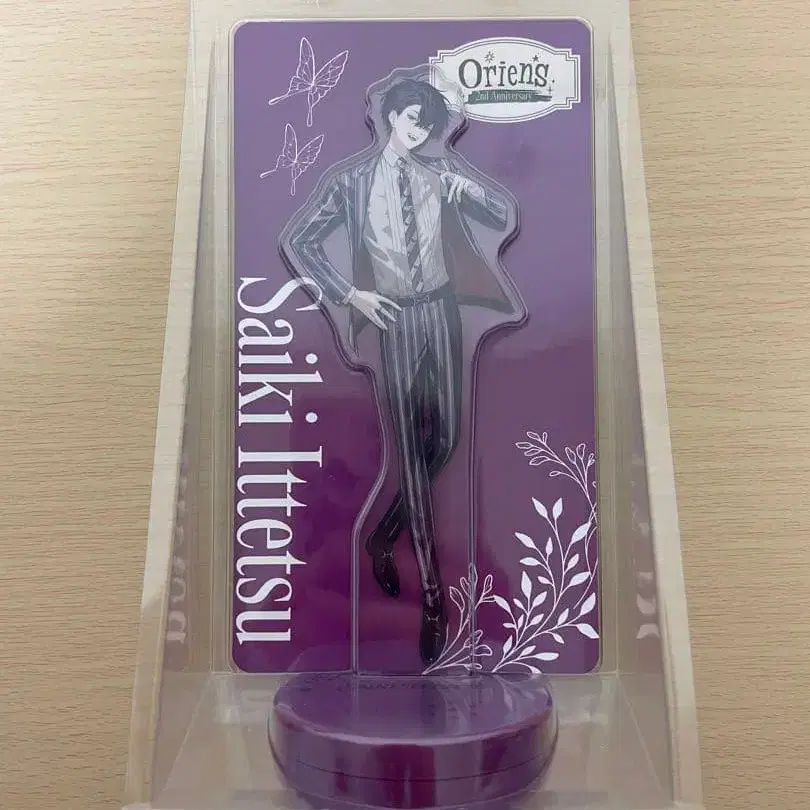 Oriens
2nd Anniversary
Saiki Ittetsu